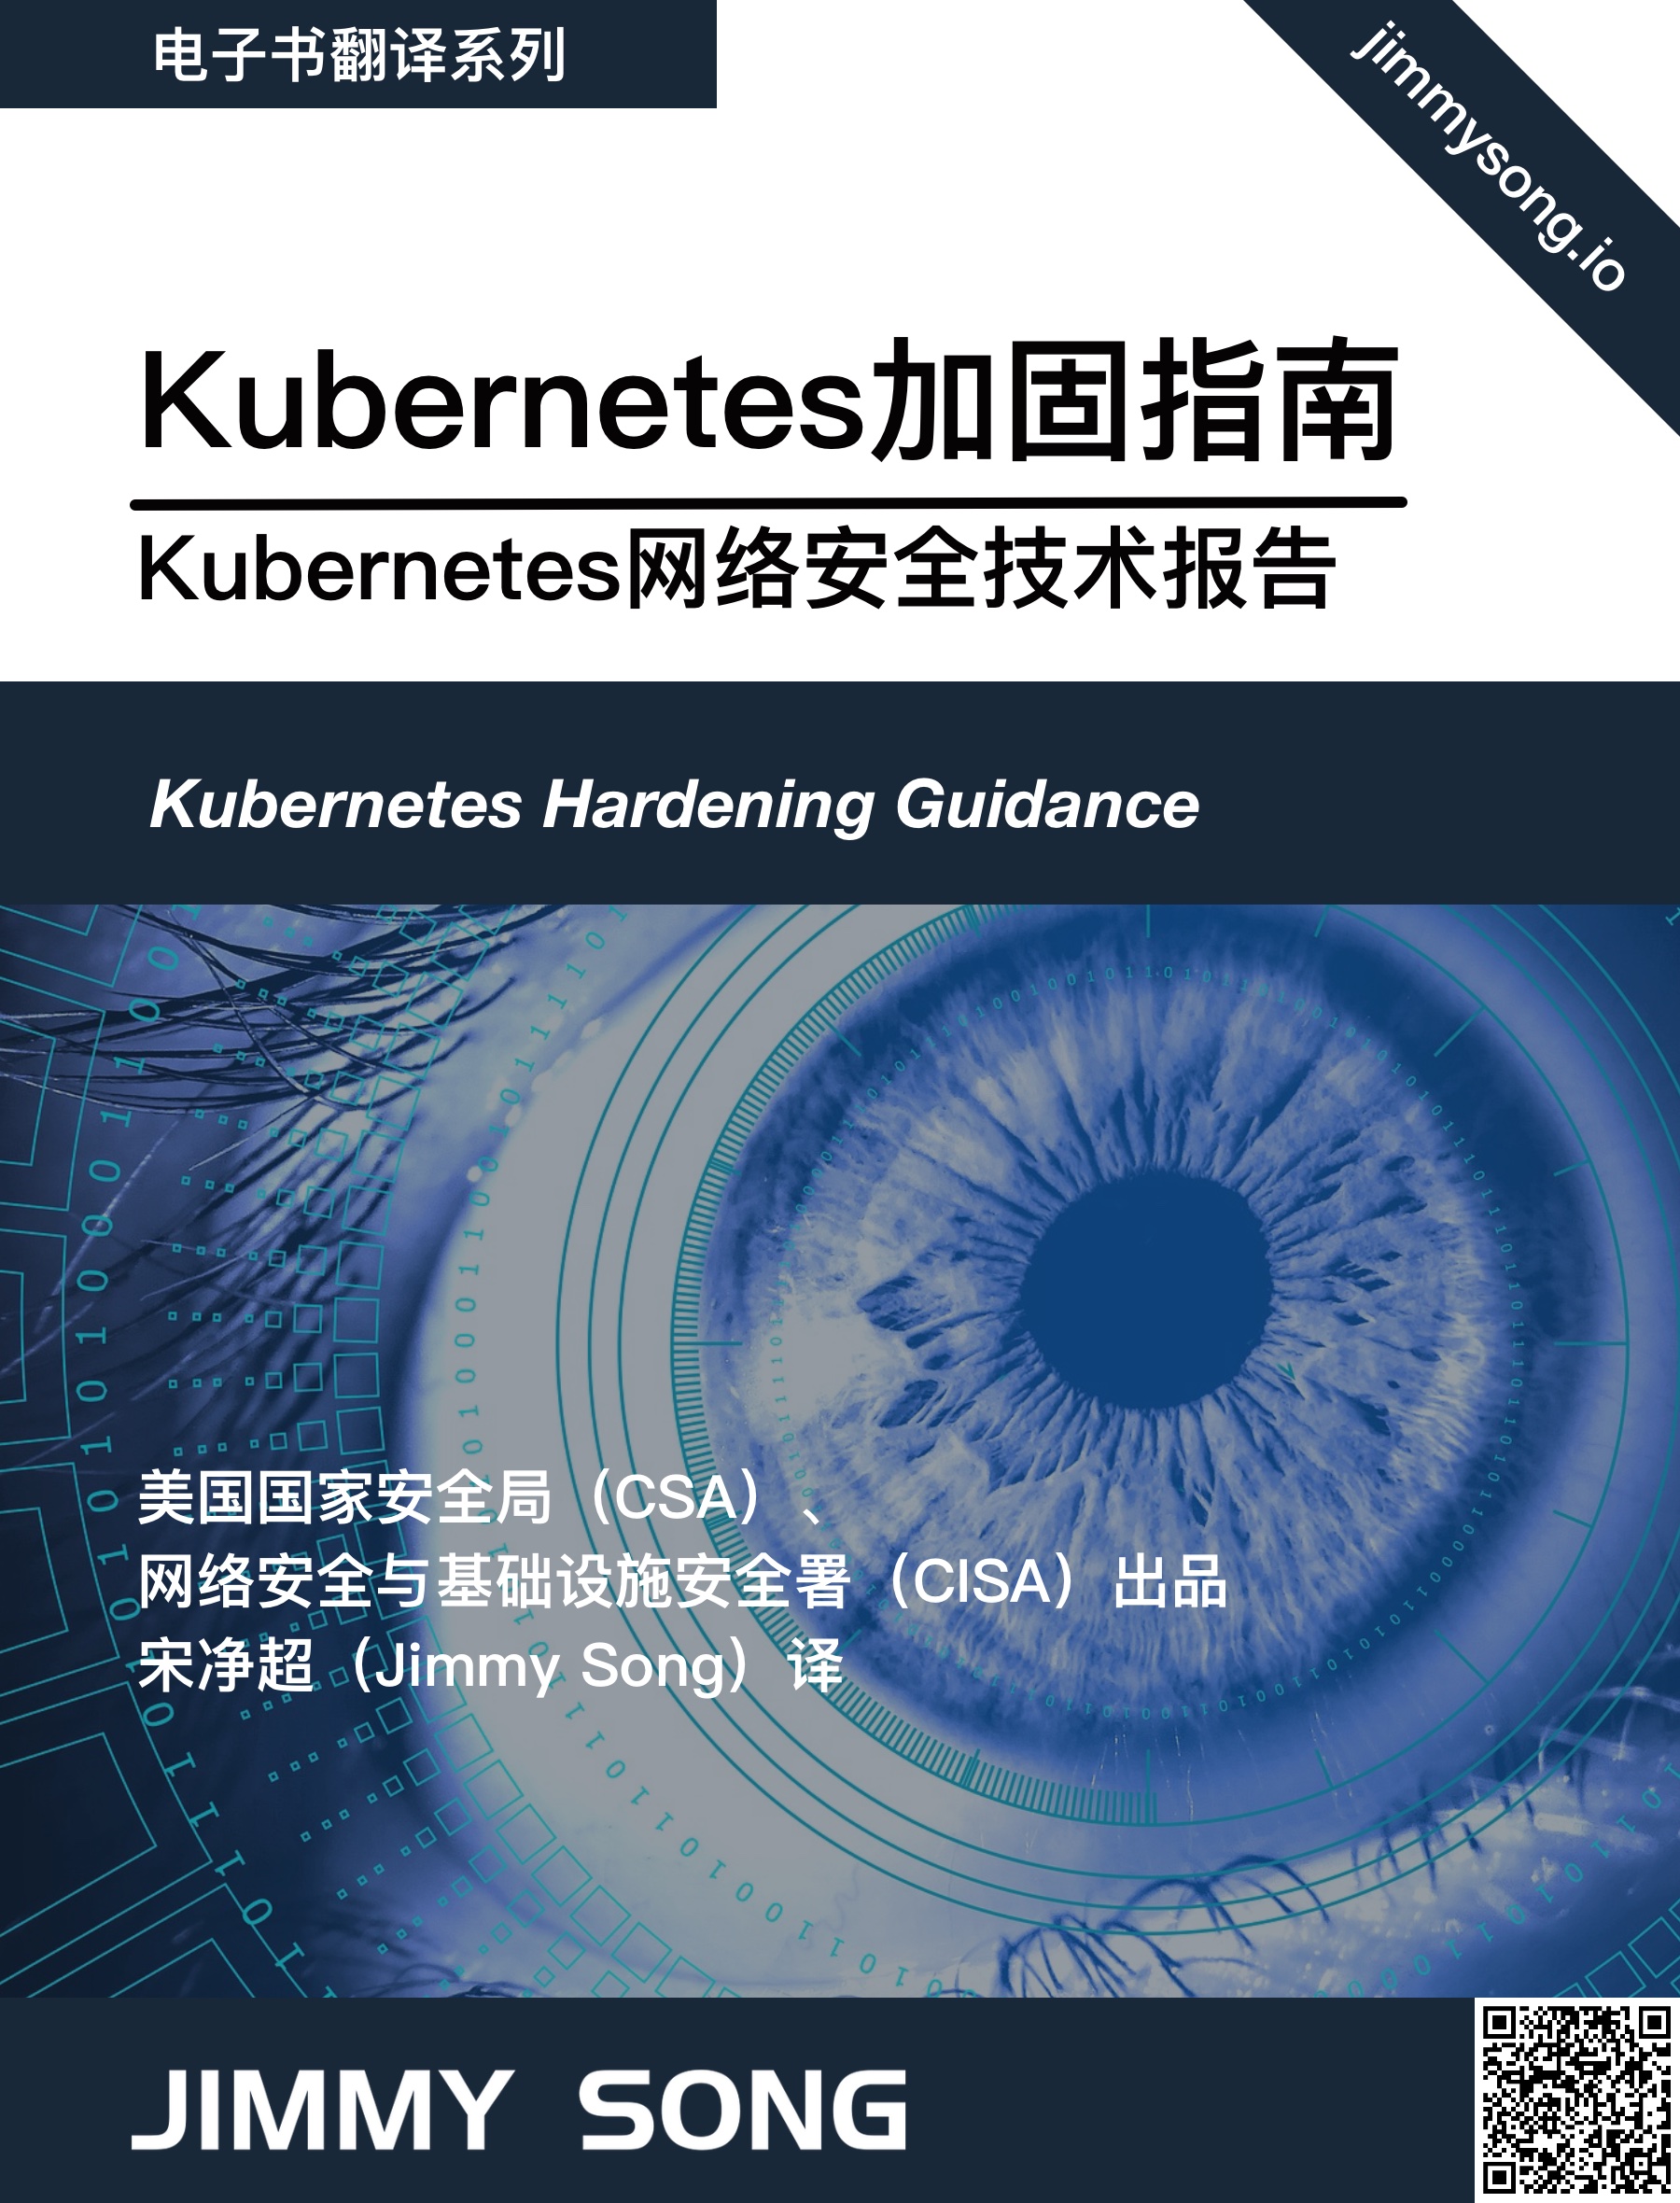 电子书翻译系列
jimmysong.io
Kubernetes加固指南
Kubernetes网络安全技术报告
Kubernetes Hardening Guidance
美国国家安全局（CSA）、
网络安全与基础设施安全署（CISA）出品
宋净超（Jimmy Song）译
JIMMY SONG